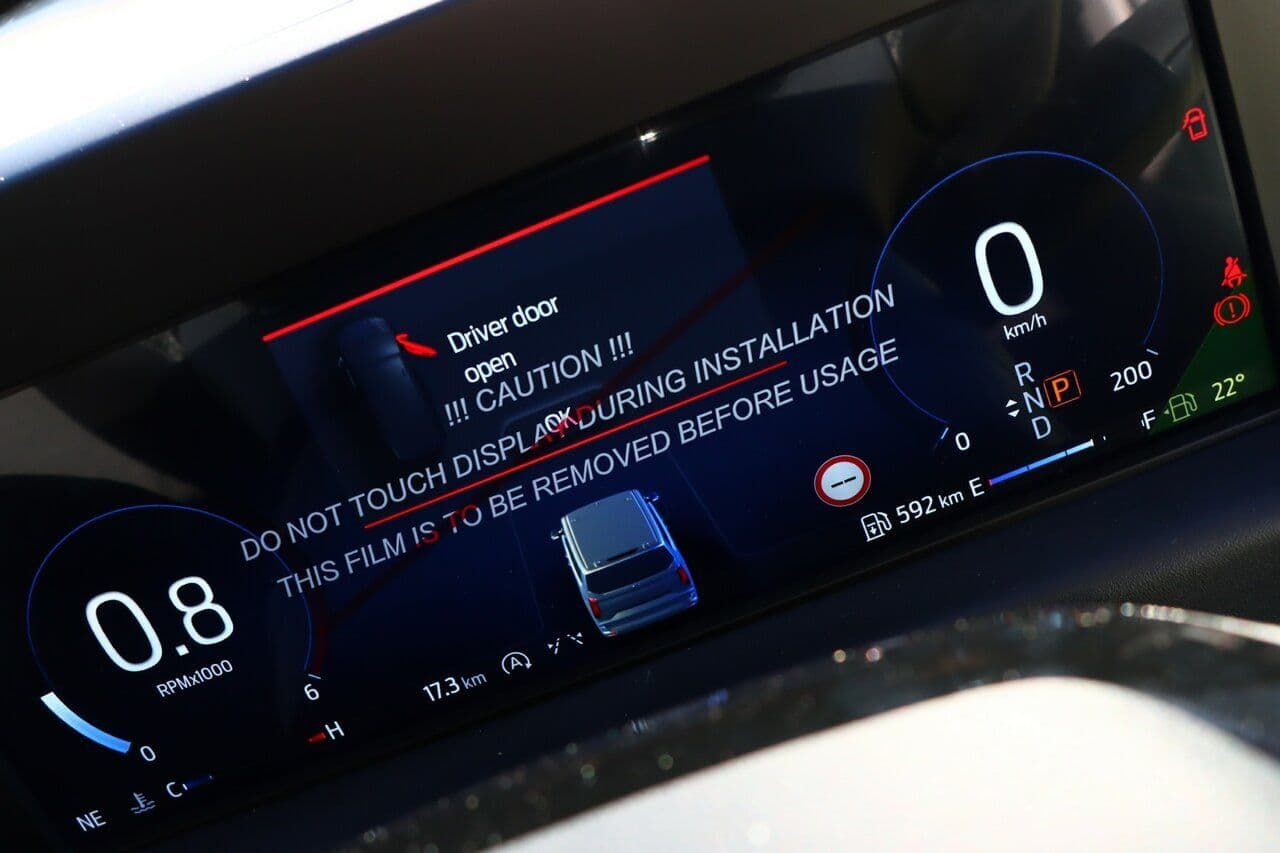 Driver door
open
!!! CAUTION !!!
OK
DO NOT TOUCH DISPLAY DURING INSTALLATION
THIS FILM IS TO BE REMOVED BEFORE USAGE
0
km/h
0
200
R
N
D
P
22°
592 km
E
F
0.8
RPMx1000
0
6
17.3 km
A
H
C
NE